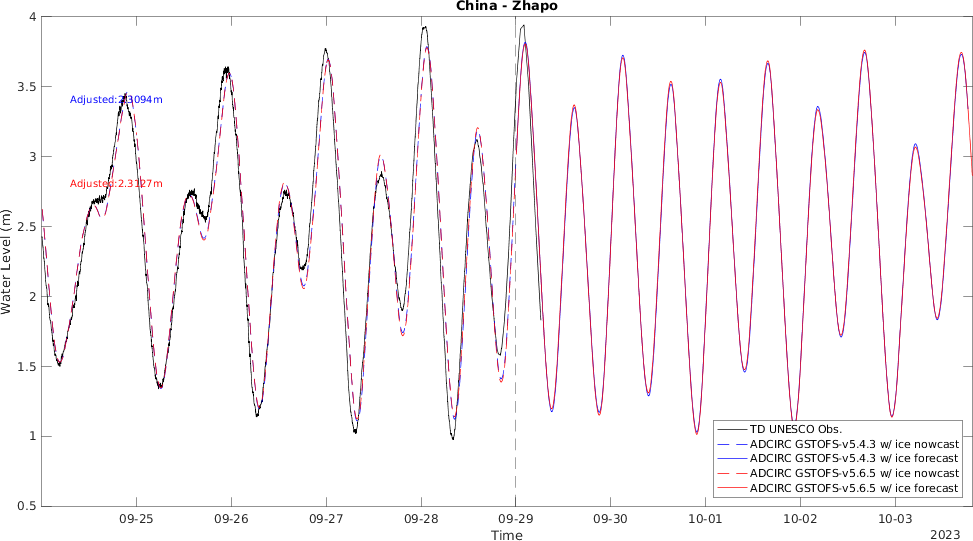 China - Zhapo
4
3.5
3
2.5
2
1.5
1
0.5
Water Level (m)
Adjusted:2.3094m
Adjusted:2.3127m
TD UNESCO Obs.
ADCIRC GSTOFS-v5.4.3 w/ ice nowcast
ADCIRC GSTOFS-v5.4.3 w/ ice forecast
ADCIRC GSTOFS-v5.6.5 w/ ice nowcast
ADCIRC GSTOFS-v5.6.5 w/ ice forecast
09-25 09-26 09-27 09-28 09-29 09-30 10-01 10-02 10-03
Time
2023